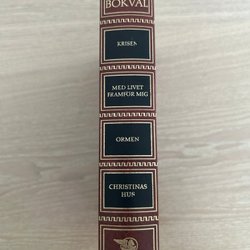 BOKVAL
KRISEN
MED LIVET
FRAMFÖR MIG
ORMEN
CHRISTINAS
HUS